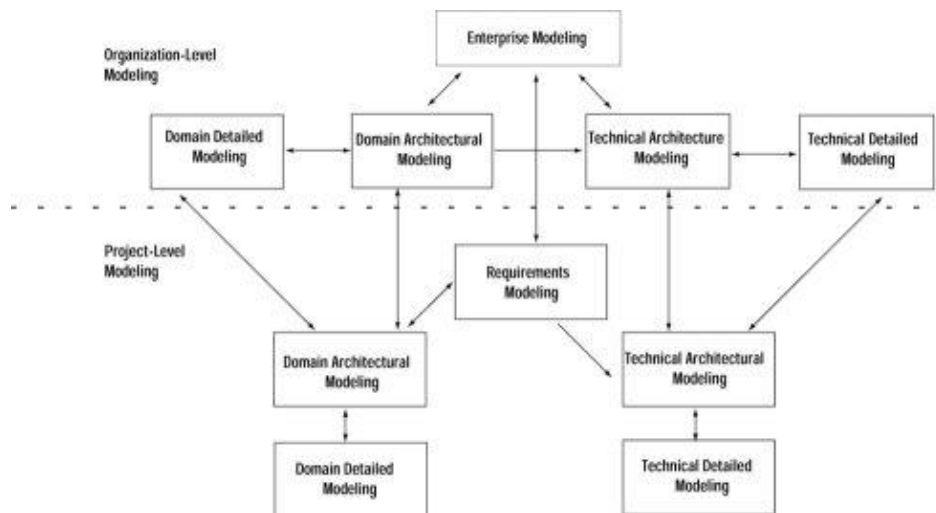 Enterprise Modeling
Organization-Level
Modeling
Domain Detailed
Modeling
Domain Architectural
Modeling
Technical Architecture
Modeling
Technical Detailed
Modeling
Project-Level
Modeling
Requirements
Modeling
Domain Architectural
Modeling
Technical Architectural
Modeling
Domain Detailed
Modeling
Technical Detailed
Modeling